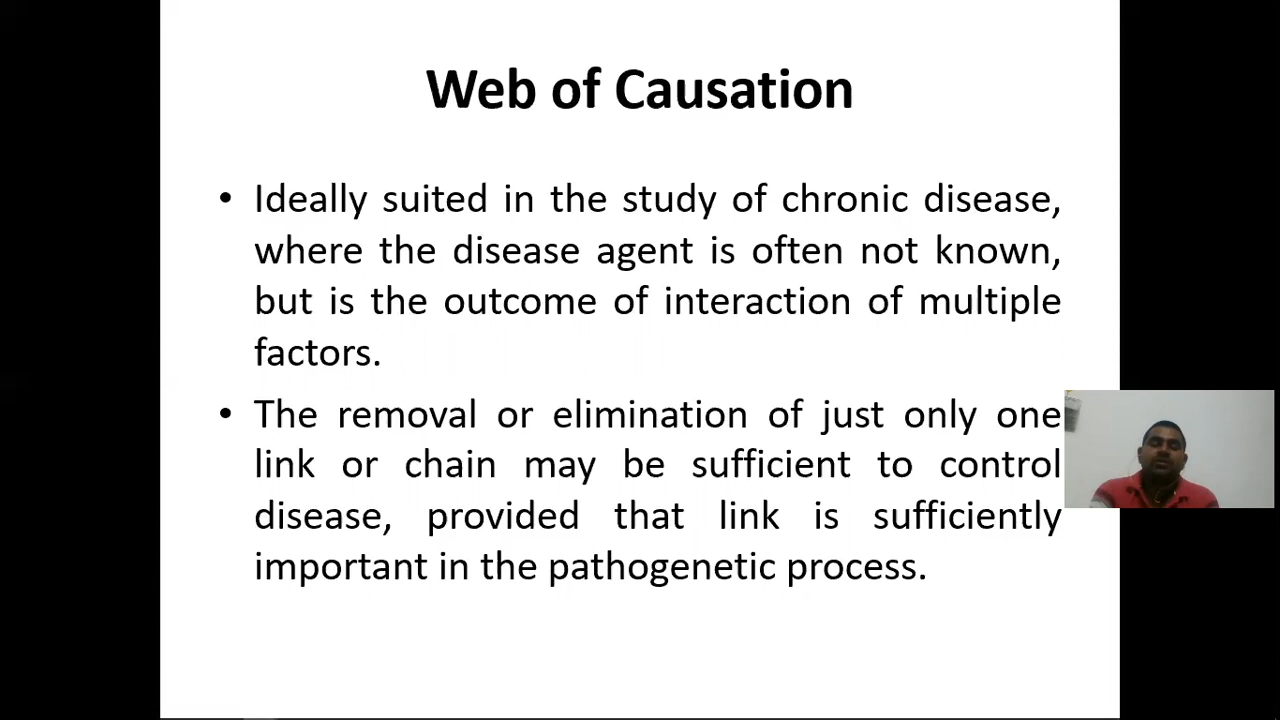 Web of Causation
• Ideally suited in the study of chronic disease,
where the disease agent is often not known,
but is the outcome of interaction of multiple
factors.
• The removal or elimination of just only one
link or chain may be sufficient to control
disease, provided that link is sufficiently
important in the pathogenetic process.